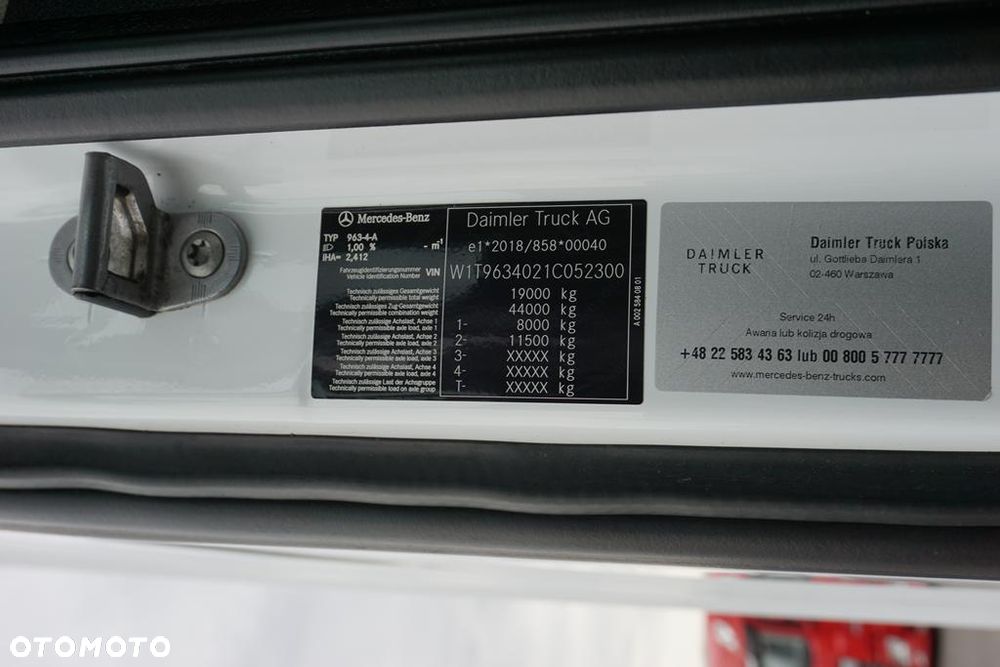 Mercedes-Benz
TYP 963-4-A
1,00 % - m⁻¹
IHA= 2,412
Daimler Truck AG
e1*2018/858*00040
Fahrzeugidentifizierungsnummer
Vehicle Identification Number VIN W1T9634021C052300
Technisch zulässiges Gesamtgewicht
Technically permissible total weight 19000 kg
Technisch zulässiges Zug-Gesamtgewicht
Technically permissible combination weight 44000 kg
Technisch zulässige Achslast, Achse 1
Technically permissible axle load, axle 1 1- 8000 kg
Technisch zulässige Achslast, Achse 2
Technically permissible axle load, axle 2 2- 11500 kg
Technisch zulässige Achslast, Achse 3
Technically permissible axle load, axle 3 3- XXXXX kg
Technisch zulässige Achslast, Achse 4
Technically permissible axle load, axle 4 4- XXXXX kg
Technisch zulässige Last der Achsgruppe
Technically permissible load on axle group T- XXXXX kg
A 002 584 08 01
DAIMLER
TRUCK
Daimler Truck Polska
ul. Gottlieba Daimlera 1
02-460 Warszawa
Service 24h
Awaria lub kolizja drogowa
+48 22 583 43 63 lub 00 800 5 777 7777
www.mercedes-benz-trucks.com
OTOMOTO